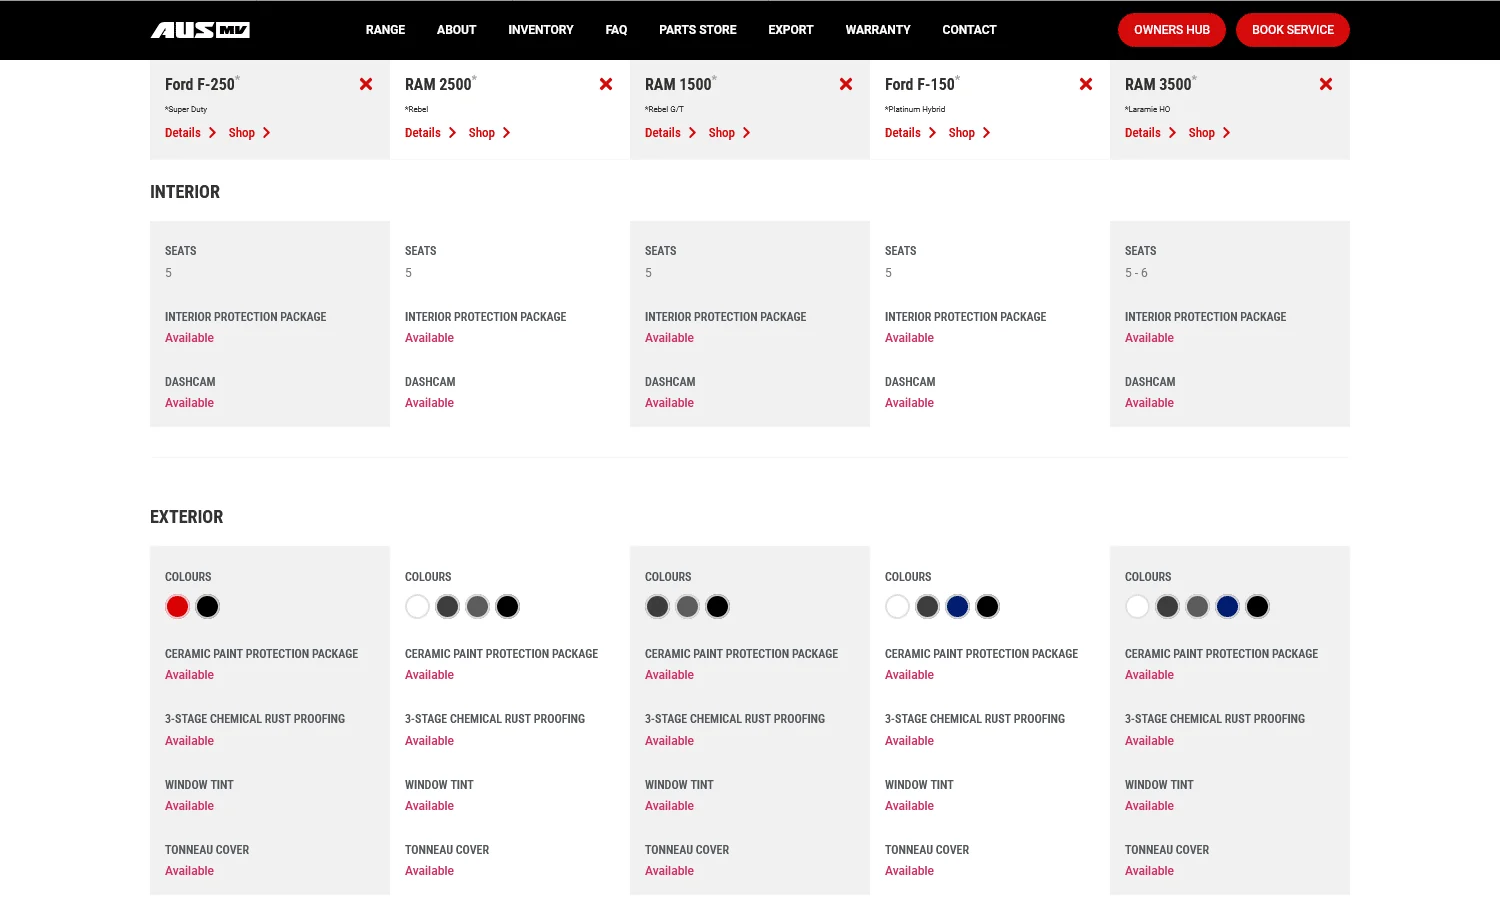 AUS MV RANGE ABOUT INVENTORY FAQ PARTS STORE EXPORT WARRANTY CONTACT OWNERS HUB BOOK SERVICE
Ford F-250* RAM 2500* RAM 1500* Ford F-150* RAM 3500*
*Super Duty *Rebel *Rebel G/T *Platinum Hybrid *Laramie HO
Details Shop Details Shop Details Shop Details Shop Details Shop
INTERIOR
SEATS SEATS SEATS SEATS SEATS
5 5 5 5 5 - 6
INTERIOR PROTECTION PACKAGE INTERIOR PROTECTION PACKAGE INTERIOR PROTECTION PACKAGE INTERIOR PROTECTION PACKAGE INTERIOR PROTECTION PACKAGE
Available Available Available Available Available
DASHCAM DASHCAM DASHCAM DASHCAM DASHCAM
Available Available Available Available Available
EXTERIOR
COLOURS COLOURS COLOURS COLOURS COLOURS
CERAMIC PAINT PROTECTION PACKAGE CERAMIC PAINT PROTECTION PACKAGE CERAMIC PAINT PROTECTION PACKAGE CERAMIC PAINT PROTECTION PACKAGE CERAMIC PAINT PROTECTION PACKAGE
Available Available Available Available Available
3-STAGE CHEMICAL RUST PROOFING 3-STAGE CHEMICAL RUST PROOFING 3-STAGE CHEMICAL RUST PROOFING 3-STAGE CHEMICAL RUST PROOFING 3-STAGE CHEMICAL RUST PROOFING
Available Available Available Available Available
WINDOW TINT WINDOW TINT WINDOW TINT WINDOW TINT WINDOW TINT
Available Available Available Available Available
TONNEAU COVER TONNEAU COVER TONNEAU COVER TONNEAU COVER TONNEAU COVER
Available Available Available Available Available